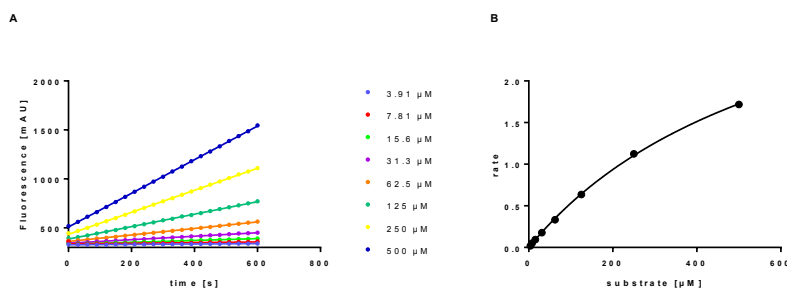 A
B
Fluorescence [mAU]
2000
1500
1000
500
0
200
400
600
800
time [s]
3.91 µM
7.81 µM
15.6 µM
31.3 µM
62.5 µM
125 µM
250 µM
500 µM
rate
2.0
1.5
1.0
0.5
0.0
0
200
400
600
substrate [µM]